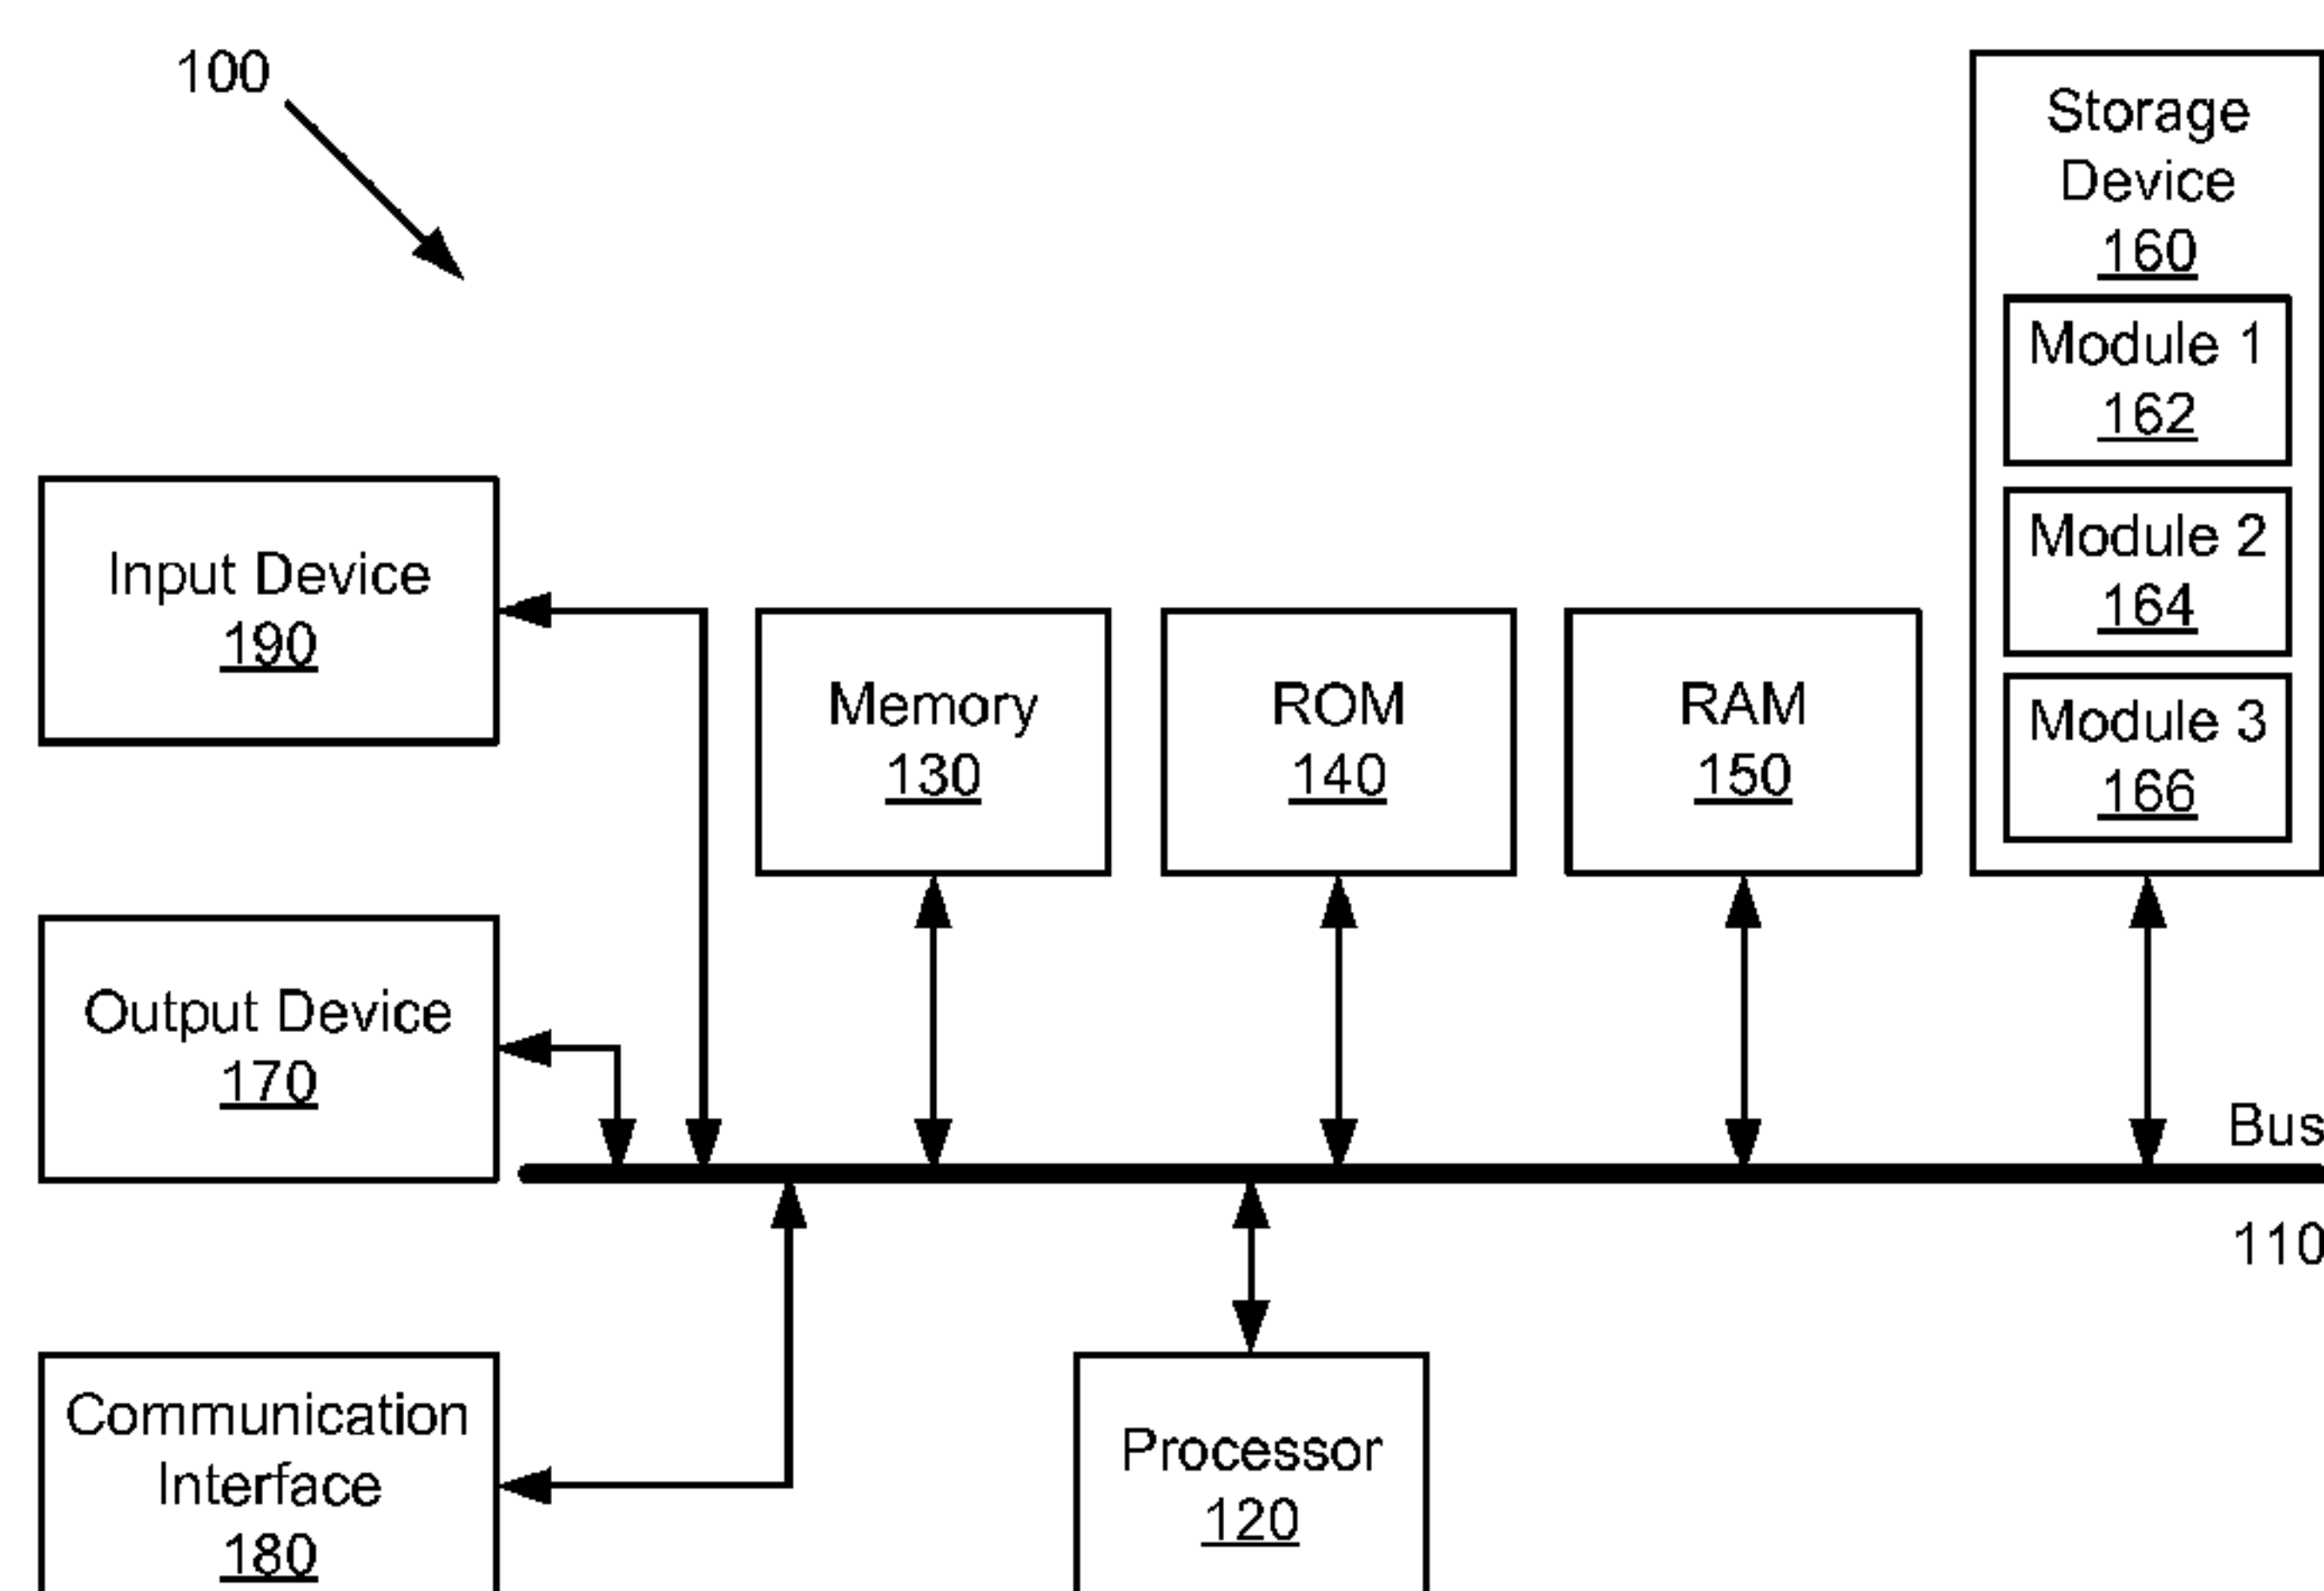 100
Storage
Device
160
Module 1
162
Module 2
164
Module 3
166
Input Device
190
Memory
130
ROM
140
RAM
150
Output Device
170
Bus
110
Communication
Interface
180
Processor
120